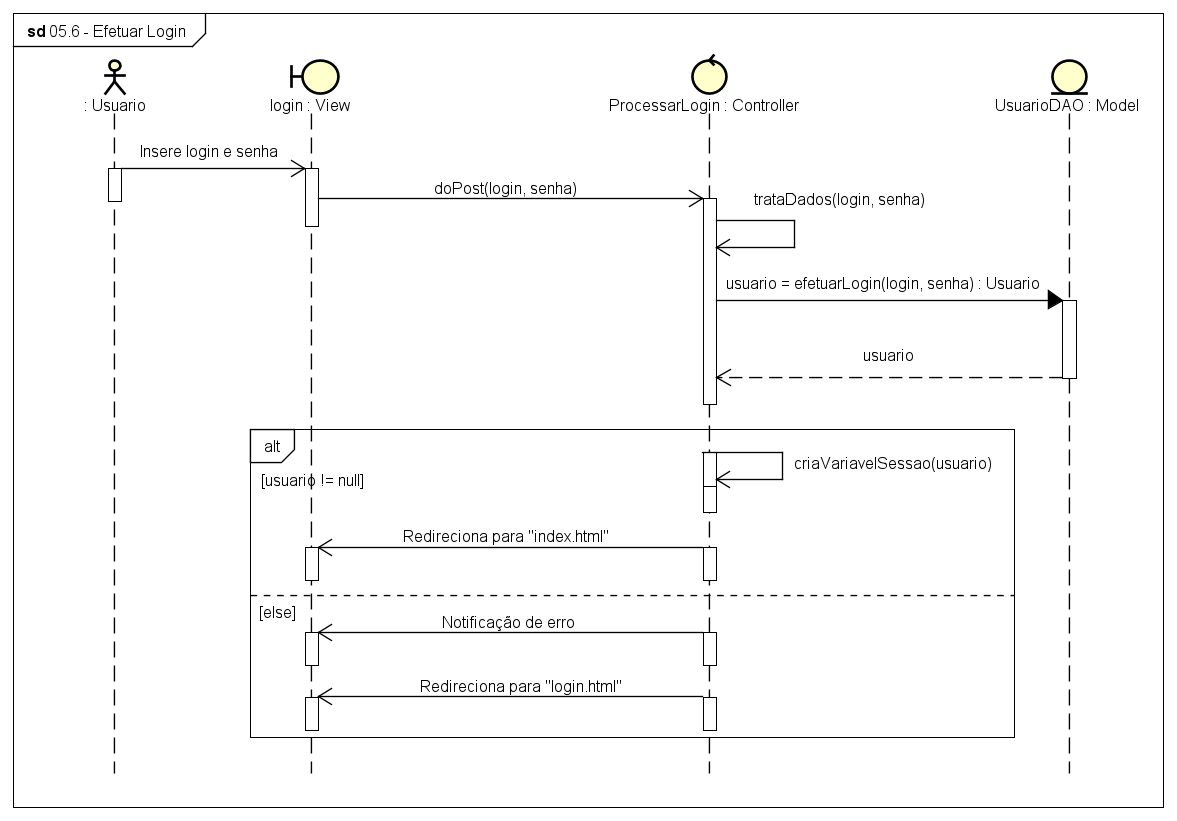 sd 05.6 - Efetuar Login
: Usuario
login : View
ProcessarLogin : Controller
UsuarioDAO : Model
Insere login e senha
doPost(login, senha)
trataDados(login, senha)
usuario = efetuarLogin(login, senha) : Usuario
usuario
alt
[usuario != null]
criaVariavelSessao(usuario)
Redireciona para "index.html"
[else]
Notificação de erro
Redireciona para "login.html"